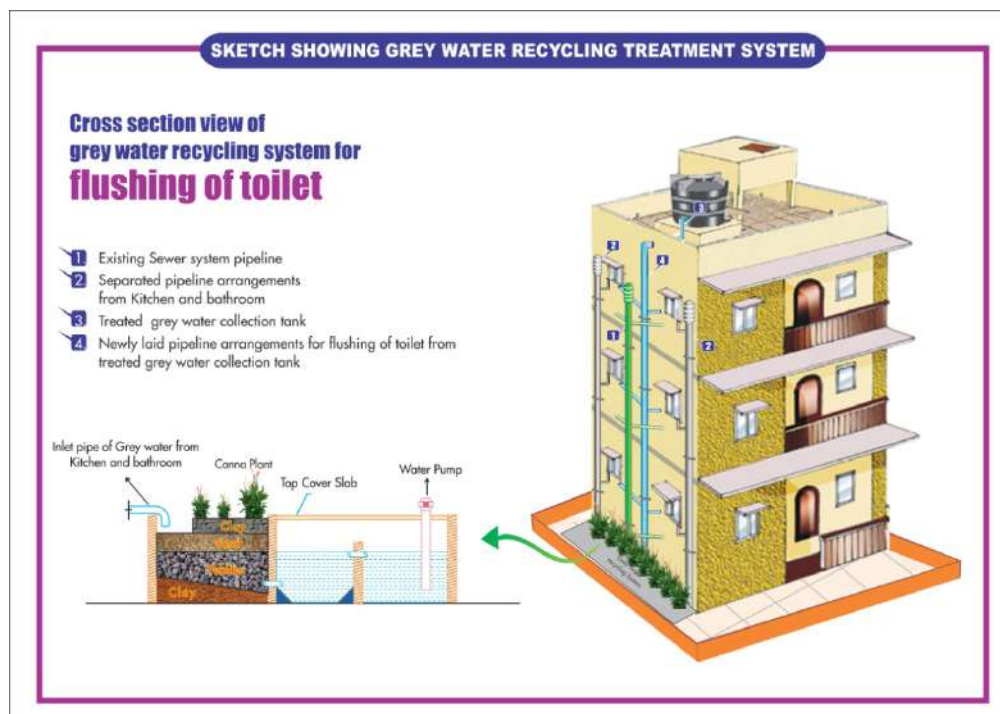 SKETCH SHOWING GREY WATER RECYCLING TREATMENT SYSTEM
Cross section view of
grey water recycling system for
flushing of toilet
1 Existing Sewer system pipeline
2 Separated pipeline arrangements
from Kitchen and bathroom
3 Treated grey water collection tank
4 Newly laid pipeline arrangements for flushing of toilet from
treated grey water collection tank
Inlet pipe of Grey water from
Kitchen and bathroom
Canna Plant
Top Cover Slab
Water Pump
Clay
Clay
3
2
4
1
2